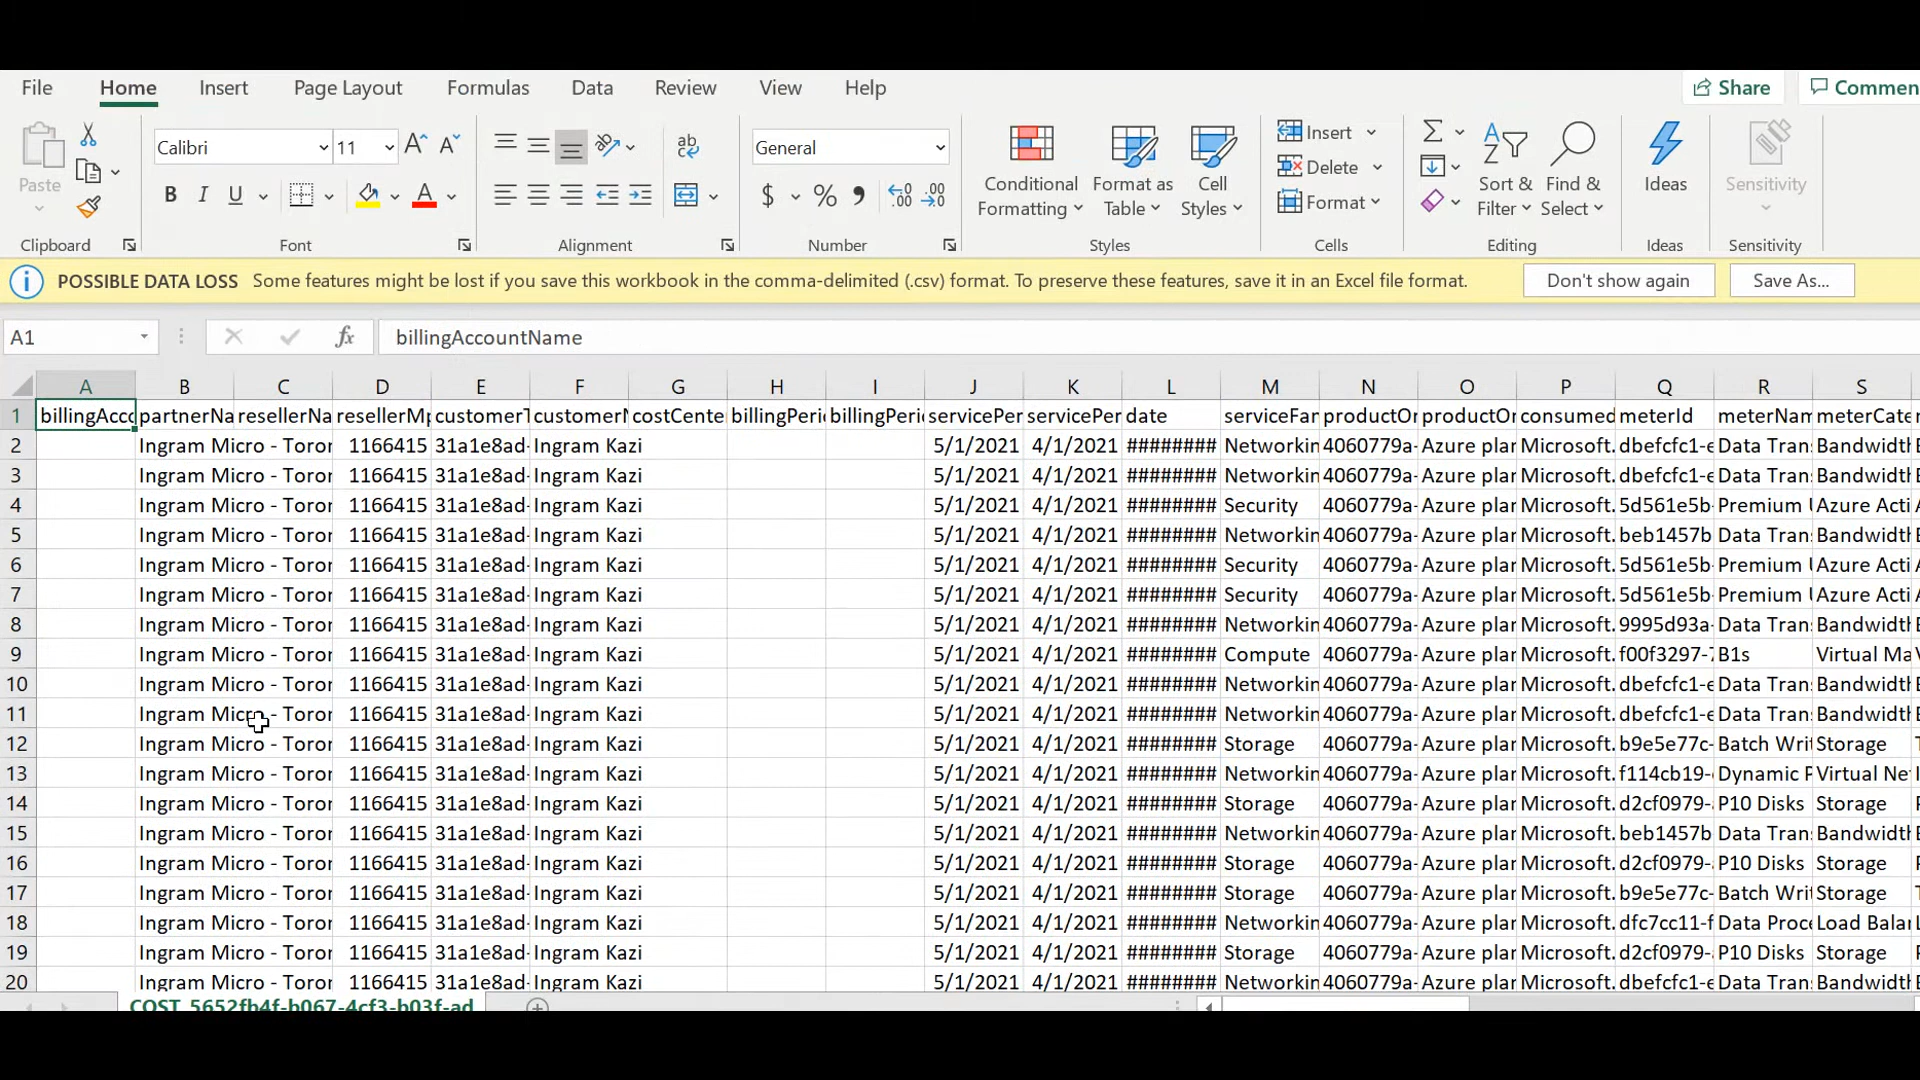 File Home Insert Page Layout Formulas Data Review View Help Share Commen
Paste Calibri 11 B I U General $ % Conditional Formatting Format as Table Cell Styles Insert Delete Format Sort & Filter Find & Select Ideas Sensitivity
Clipboard Font Alignment Number Styles Cells Editing Ideas Sensitivity
POSSIBLE DATA LOSS Some features might be lost if you save this workbook in the comma-delimited (.csv) format. To preserve these features, save it in an Excel file format. Don't show again Save As...
A1 fx billingAccountName
A B C D E F G H I J K L M N O P Q R S
1 billingAcc partnerNa resellerNa resellerM customerT customerN costCente billingPeri billingPeri servicePer servicePer date serviceFan productOr productOr consumed meterId meterNam meterCate
2 Ingram Micro - Toror 1166415 31a1e8ad- Ingram Kazi 5/1/2021 4/1/2021 ######## Networkin 4060779a- Azure plar Microsoft. dbefcfc1-e Data Tran Bandwidth
3 Ingram Micro - Toror 1166415 31a1e8ad- Ingram Kazi 5/1/2021 4/1/2021 ######## Networkin 4060779a- Azure plar Microsoft. dbefcfc1-e Data Tran Bandwidth
4 Ingram Micro - Toror 1166415 31a1e8ad- Ingram Kazi 5/1/2021 4/1/2021 ######## Security 4060779a- Azure plar Microsoft. 5d561e5b- Premium Azure Acti
5 Ingram Micro - Toror 1166415 31a1e8ad- Ingram Kazi 5/1/2021 4/1/2021 ######## Networkin 4060779a- Azure plar Microsoft. beb1457b Data Tran Bandwidth
6 Ingram Micro - Toror 1166415 31a1e8ad- Ingram Kazi 5/1/2021 4/1/2021 ######## Security 4060779a- Azure plar Microsoft. 5d561e5b- Premium Azure Acti
7 Ingram Micro - Toror 1166415 31a1e8ad- Ingram Kazi 5/1/2021 4/1/2021 ######## Security 4060779a- Azure plar Microsoft. 5d561e5b- Premium Azure Acti
8 Ingram Micro - Toror 1166415 31a1e8ad- Ingram Kazi 5/1/2021 4/1/2021 ######## Networkin 4060779a- Azure plar Microsoft. 9995d93a- Data Tran Bandwidth
9 Ingram Micro - Toror 1166415 31a1e8ad- Ingram Kazi 5/1/2021 4/1/2021 ######## Compute 4060779a- Azure plar Microsoft. f00f3297-7 B1s Virtual Ma
10 Ingram Micro - Toror 1166415 31a1e8ad- Ingram Kazi 5/1/2021 4/1/2021 ######## Networkin 4060779a- Azure plar Microsoft. dbefcfc1-e Data Tran Bandwidth
11 Ingram Micro - Toror 1166415 31a1e8ad- Ingram Kazi 5/1/2021 4/1/2021 ######## Networkin 4060779a- Azure plar Microsoft. dbefcfc1-e Data Tran Bandwidth
12 Ingram Micro - Toror 1166415 31a1e8ad- Ingram Kazi 5/1/2021 4/1/2021 ######## Storage 4060779a- Azure plar Microsoft. b9e5e77c- Batch Writ Storage
13 Ingram Micro - Toror 1166415 31a1e8ad- Ingram Kazi 5/1/2021 4/1/2021 ######## Networkin 4060779a- Azure plar Microsoft. f114cb19- Dynamic P Virtual Net
14 Ingram Micro - Toror 1166415 31a1e8ad- Ingram Kazi 5/1/2021 4/1/2021 ######## Storage 4060779a- Azure plar Microsoft. d2cf0979- P10 Disks Storage
15 Ingram Micro - Toror 1166415 31a1e8ad- Ingram Kazi 5/1/2021 4/1/2021 ######## Networkin 4060779a- Azure plar Microsoft. beb1457b Data Tran Bandwidth
16 Ingram Micro - Toror 1166415 31a1e8ad- Ingram Kazi 5/1/2021 4/1/2021 ######## Storage 4060779a- Azure plar Microsoft. d2cf0979- P10 Disks Storage
17 Ingram Micro - Toror 1166415 31a1e8ad- Ingram Kazi 5/1/2021 4/1/2021 ######## Storage 4060779a- Azure plar Microsoft. b9e5e77c- Batch Writ Storage
18 Ingram Micro - Toror 1166415 31a1e8ad- Ingram Kazi 5/1/2021 4/1/2021 ######## Networkin 4060779a- Azure plar Microsoft. dfc7cc11-f Data Proce Load Balar
19 Ingram Micro - Toror 1166415 31a1e8ad- Ingram Kazi 5/1/2021 4/1/2021 ######## Storage 4060779a- Azure plar Microsoft. d2cf0979- P10 Disks Storage
20 Ingram Micro - Toror 1166415 31a1e8ad- Ingram Kazi 5/1/2021 4/1/2021 ######## Networkin 4060779a- Azure plar Microsoft. dbefcfc1-e Data Tran Bandwidth
COST_5652fb4f-b067-4cf3-b03f-ad